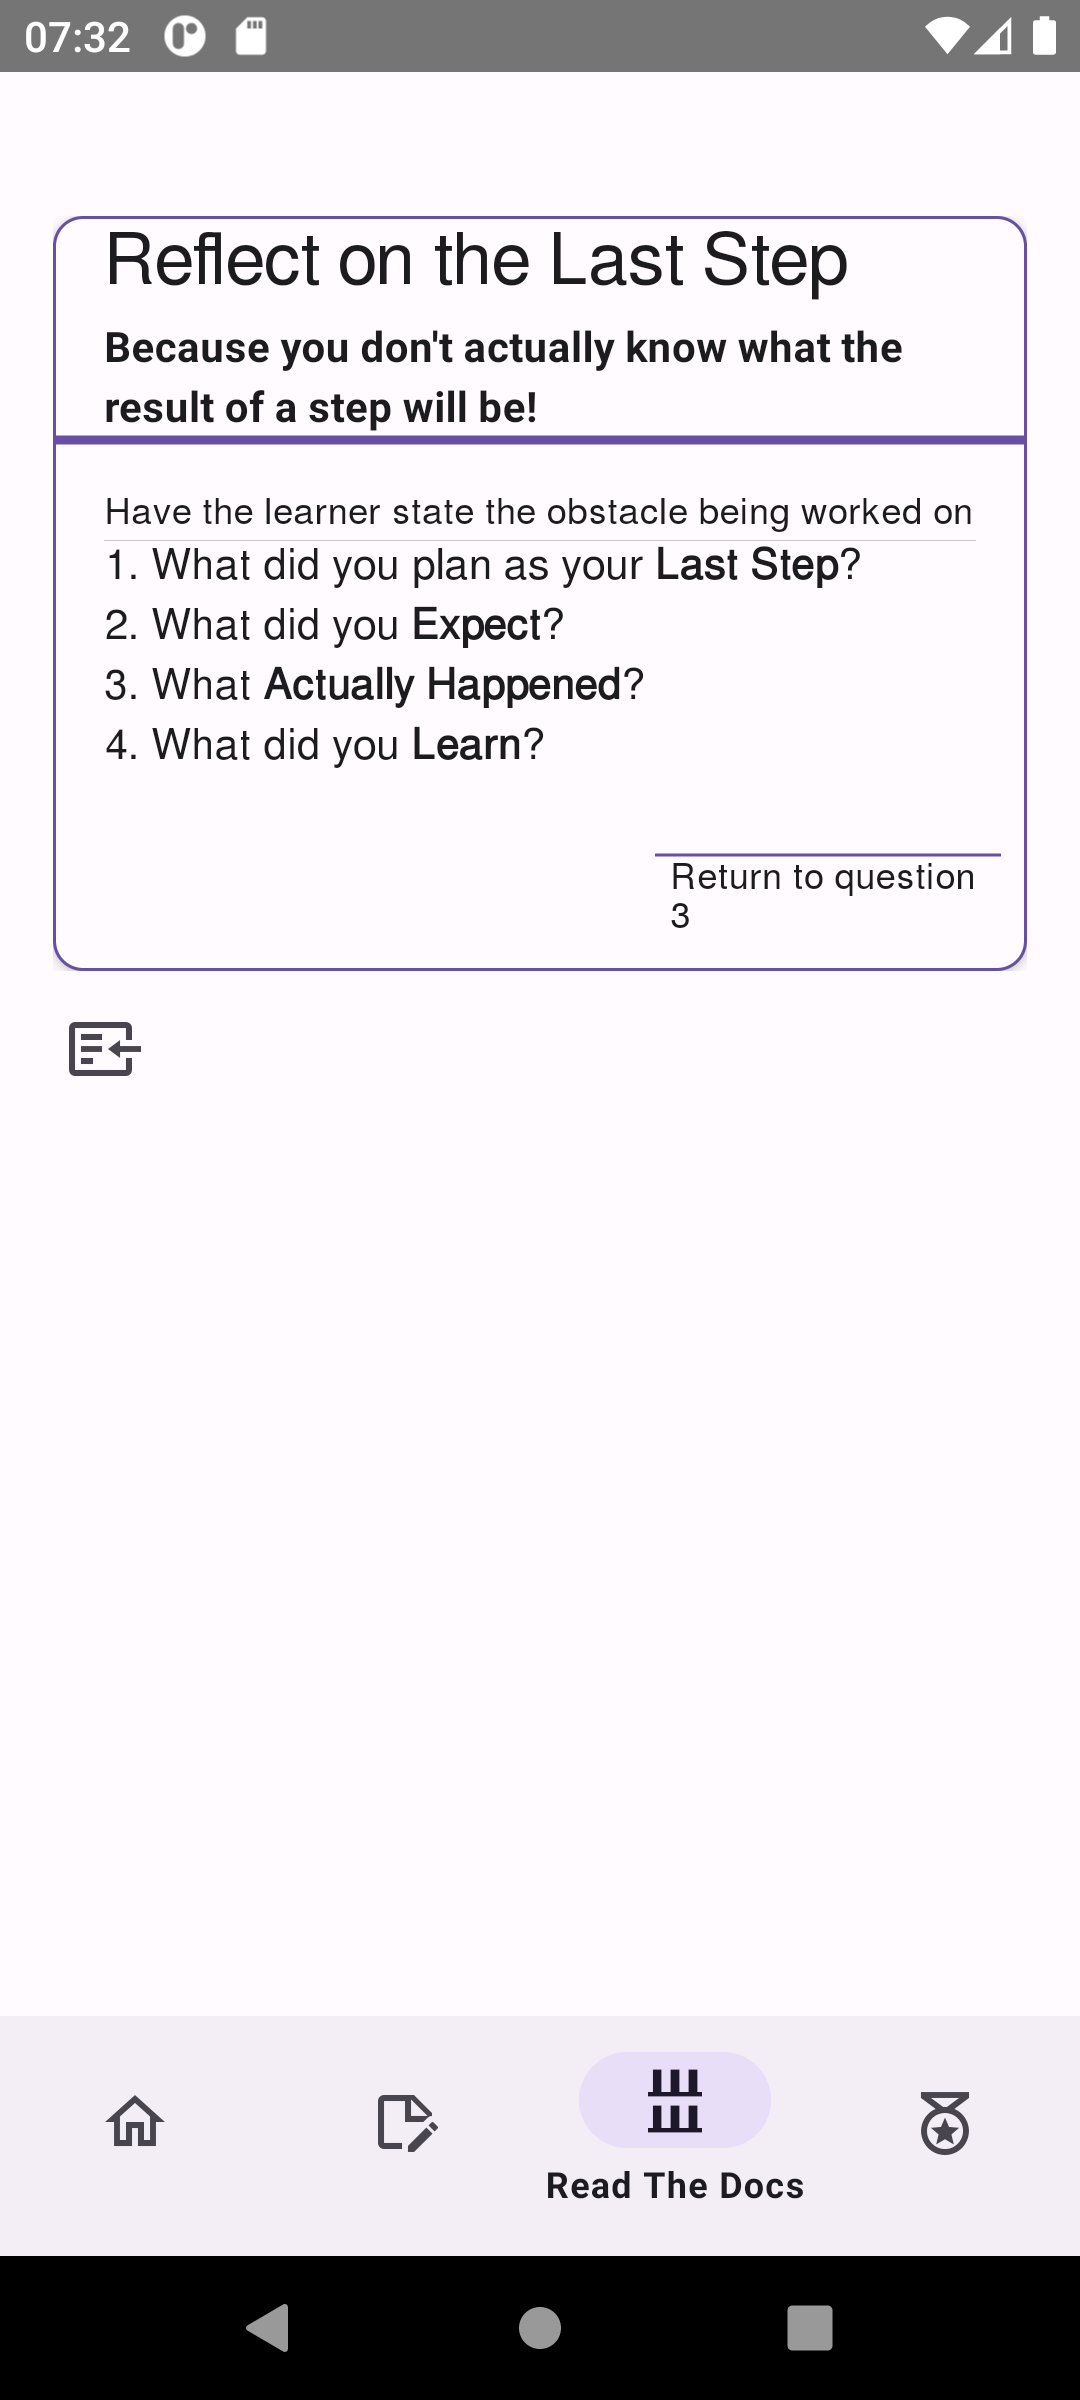 07:32
Reflect on the Last Step
Because you don't actually know what the
result of a step will be!
Have the learner state the obstacle being worked on
1. What did you plan as your Last Step?
2. What did you Expect?
3. What Actually Happened?
4. What did you Learn?
Return to question
3
Read The Docs